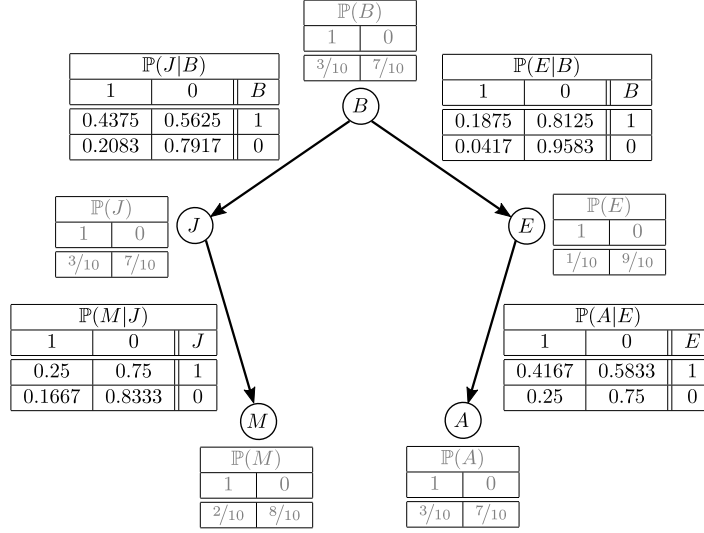 ℙ(B)
1 0
3/10 7/10
B
ℙ(J|B)
1 0 B
0.4375 0.5625 1
0.2083 0.7917 0
ℙ(E|B)
1 0 B
0.1875 0.8125 1
0.0417 0.9583 0
ℙ(J)
1 0
3/10 7/10
J
E
ℙ(E)
1 0
1/10 9/10
ℙ(M|J)
1 0 J
0.25 0.75 1
0.1667 0.8333 0
ℙ(A|E)
1 0 E
0.4167 0.5833 1
0.25 0.75 0
M
A
ℙ(M)
1 0
2/10 8/10
ℙ(A)
1 0
3/10 7/10